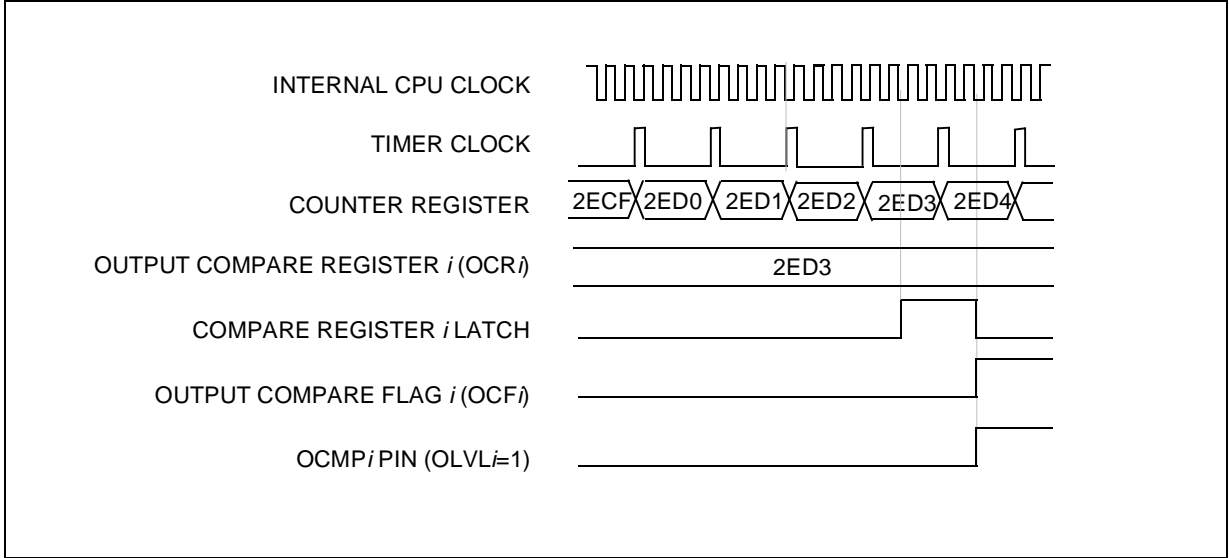 INTERNAL CPU CLOCK
TIMER CLOCK
COUNTER REGISTER 2ECF 2ED0 2ED1 2ED2 2ED3 2ED4
OUTPUT COMPARE REGISTER i (OCRi) 2ED3
COMPARE REGISTER i LATCH
OUTPUT COMPARE FLAG i (OCFi)
OCMPi PIN (OLVLi=1)